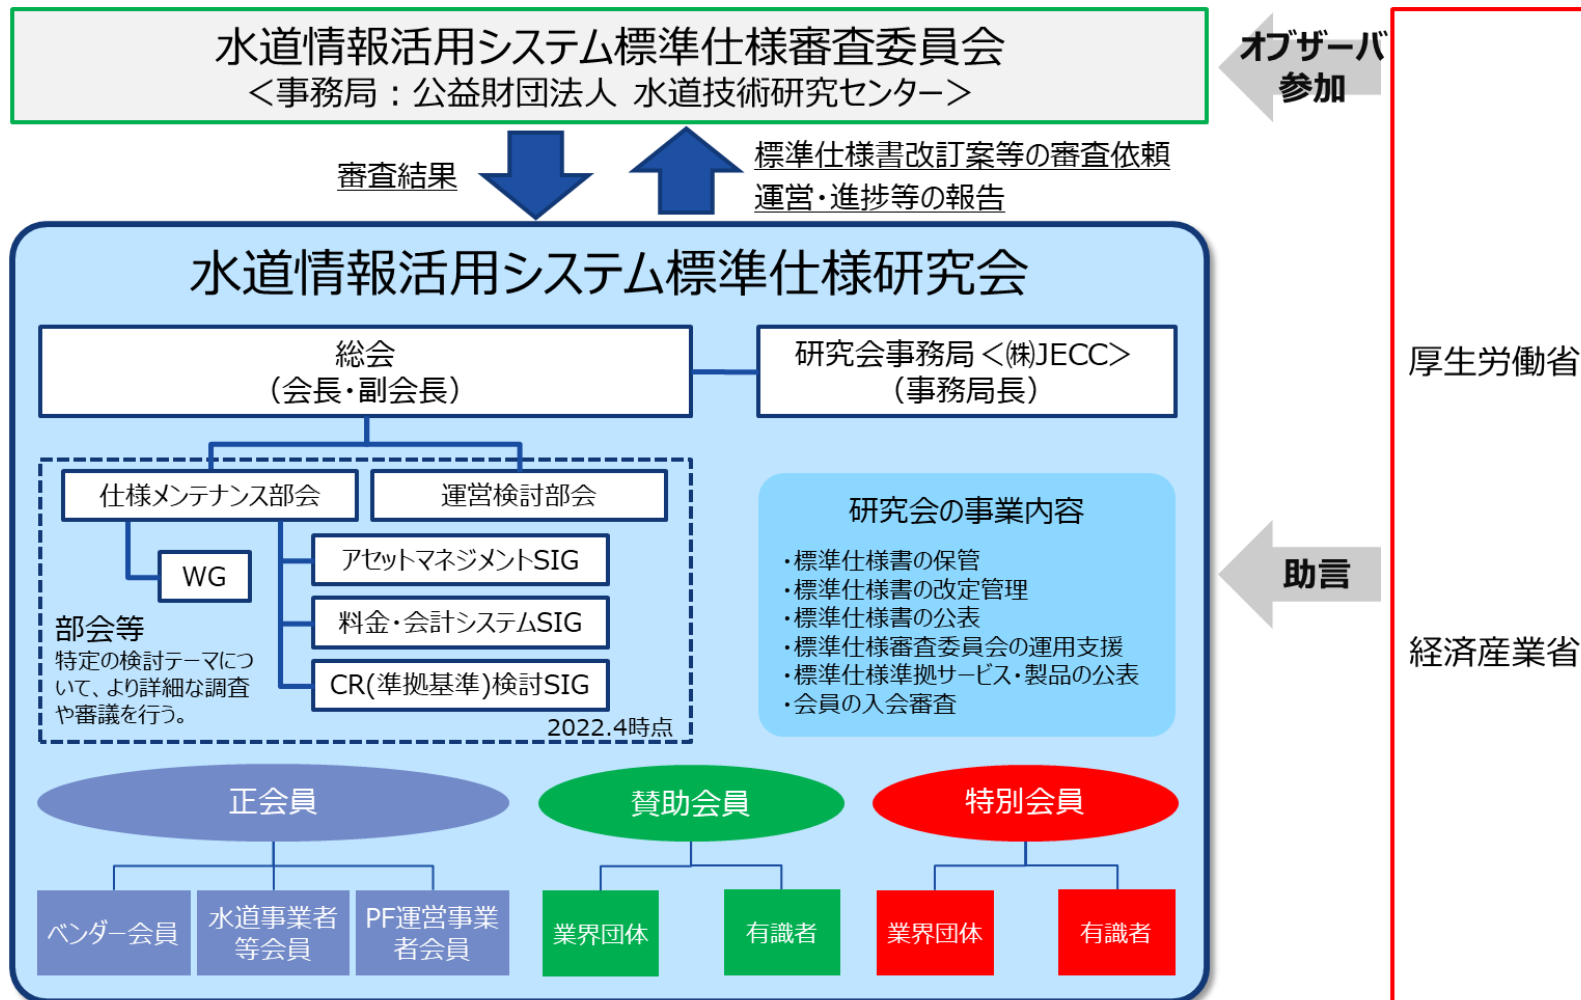 水道情報活用システム標準仕様審査委員会
＜事務局：公益財団法人 水道技術研究センター＞
オブザーバ
参加
審査結果
標準仕様書改訂案等の審査依頼
運営・進捗等の報告
水道情報活用システム標準仕様研究会
総会
（会長・副会長）
研究会事務局＜㈱JECC＞
（事務局長）
厚生労働省
仕様メンテナンス部会
運営検討部会
WG
アセットマネジメントSIG
料金・会計システムSIG
CR(準拠基準)検討SIG
部会等
特定の検討テーマにつ
いて、より詳細な調査
や審議を行う。
2022.4時点
研究会の事業内容
・標準仕様書の保管
・標準仕様書の改定管理
・標準仕様書の公表
・標準仕様審査委員会の運用支援
・標準仕様準拠サービス・製品の公表
・会員の入会審査
助言
経済産業省
正会員
賛助会員
特別会員
ベンダー会員
水道事業者
等会員
PF運営事業
者会員
業界団体
有識者
業界団体
有識者